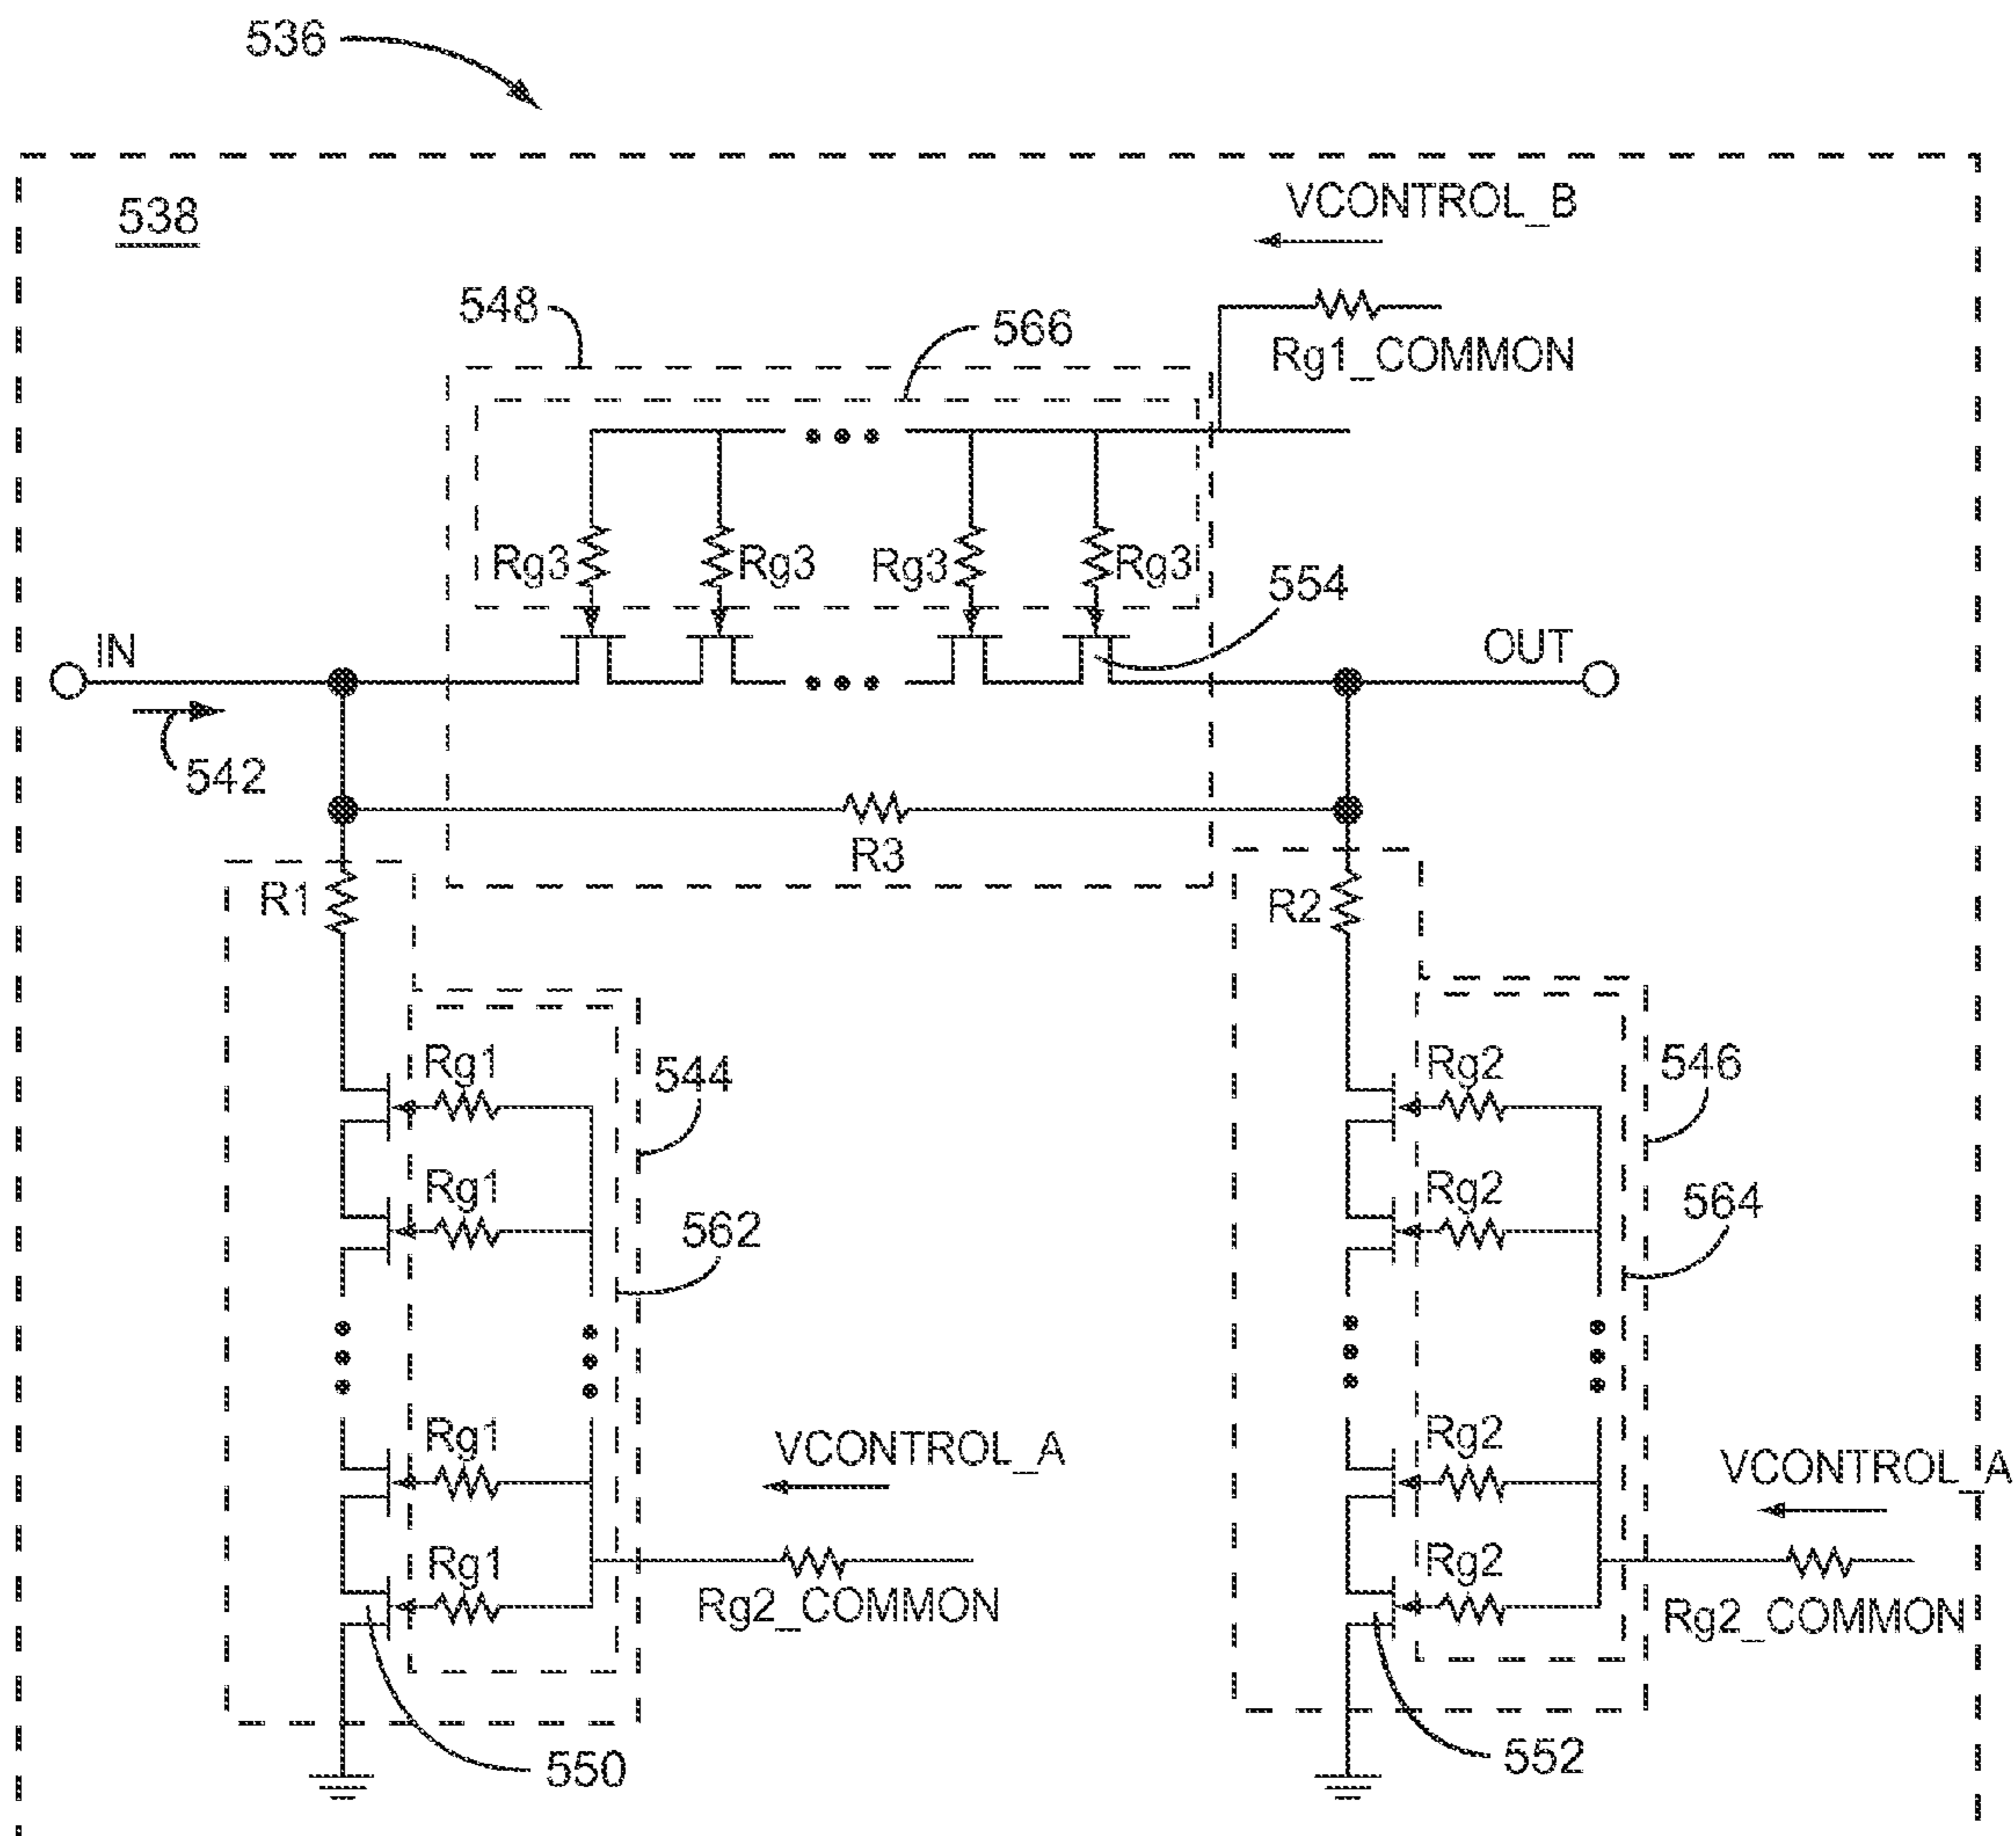 536
538
VCONTROL_B
548
566
Rg1_COMMON
Rg3
Rg3
Rg3
Rg3
554
IN
OUT
542
R3
R1
R2
Rg1
544
Rg2
546
Rg1
562
Rg2
564
Rg1
VCONTROL_A
Rg2
VCONTROL_A
Rg1
Rg2_COMMON
Rg2
Rg2_COMMON
550
552